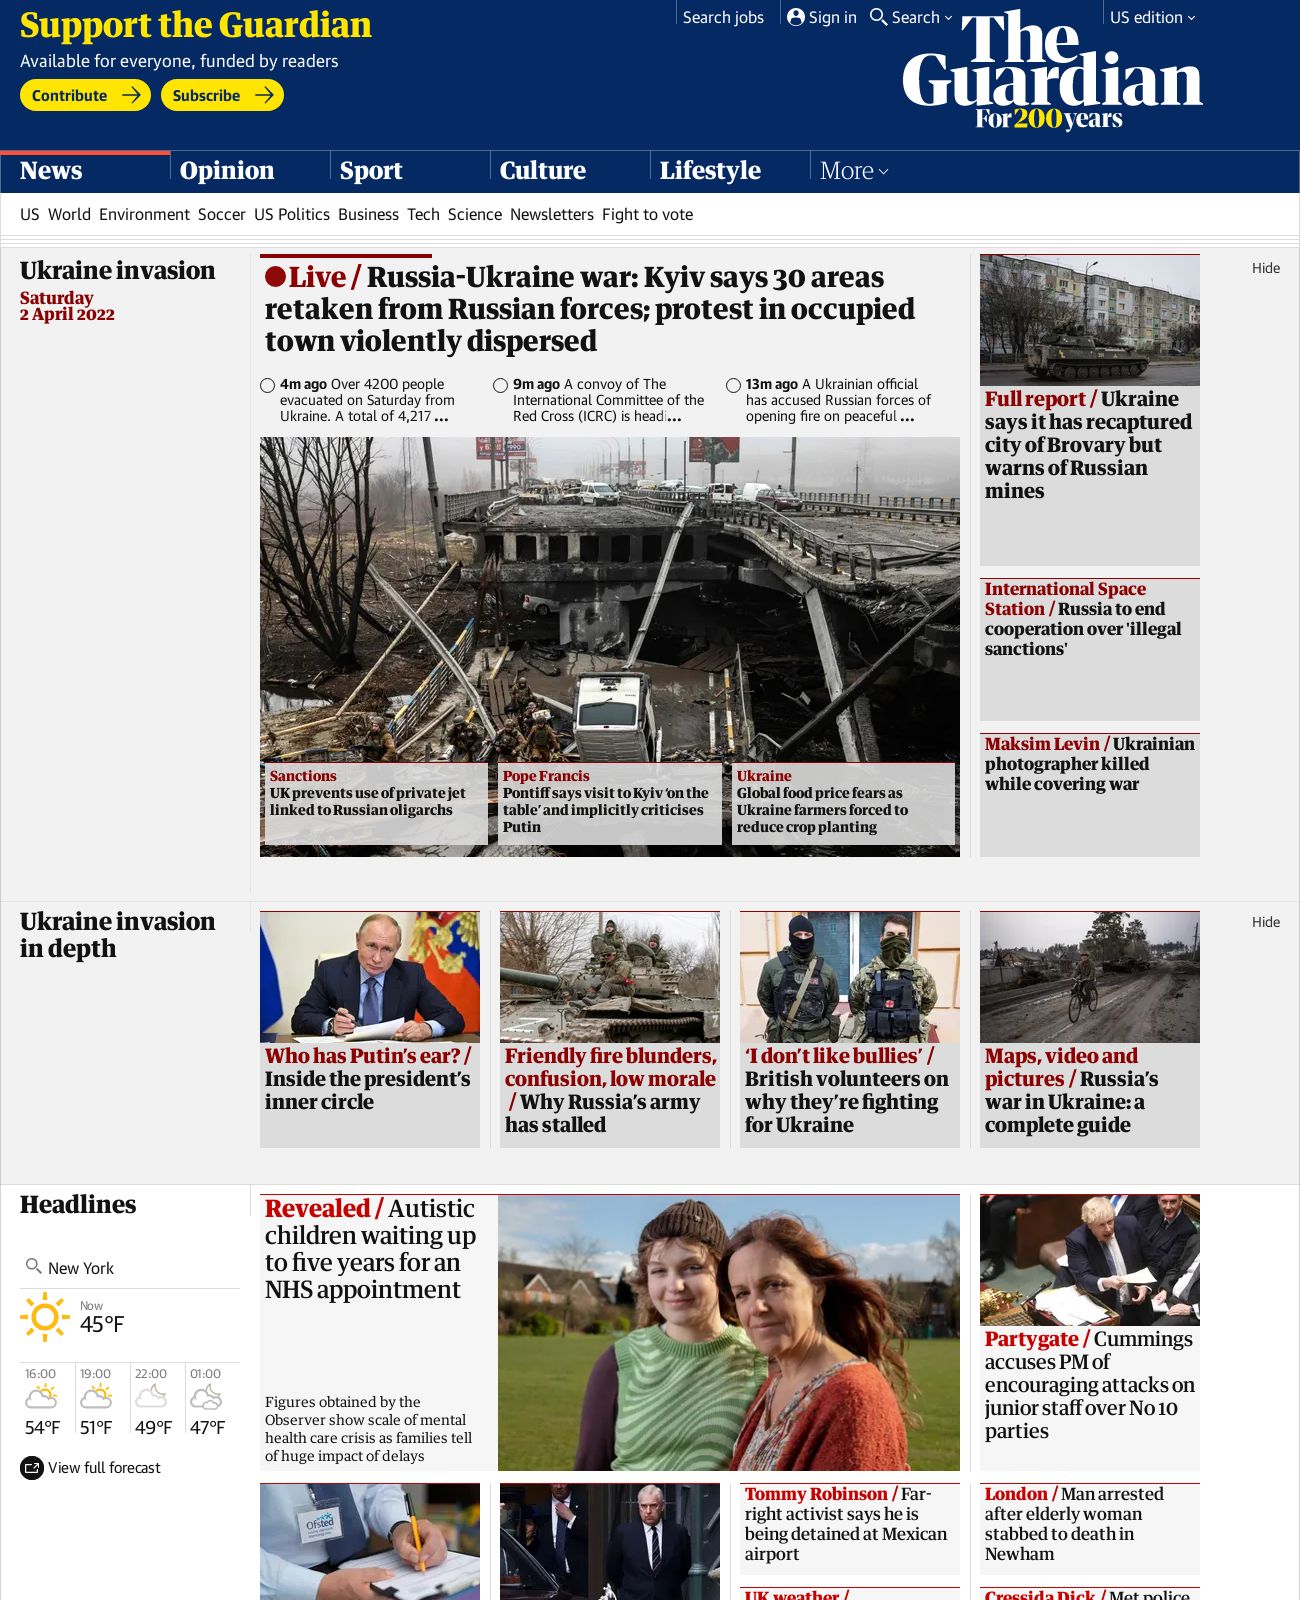 Support the Guardian
Available for everyone, funded by readers
Contribute
Subscribe
Search jobs
Sign in
Search
US edition
The
Guardian
For 200 years
News
Opinion
Sport
Culture
Lifestyle
More
US World Environment Soccer US Politics Business Tech Science Newsletters Fight to vote
Ukraine invasion
Saturday
2 April 2022
Live / Russia-Ukraine war: Kyiv says 30 areas
retaken from Russian forces; protest in occupied
town violently dispersed
4m ago Over 4200 people
evacuated on Saturday from
Ukraine. A total of 4,217 ...
9m ago A convoy of The
International Committee of the
Red Cross (ICRC) is headi...
13m ago A Ukrainian official
has accused Russian forces of
opening fire on peaceful ...
Sanctions
UK prevents use of private jet
linked to Russian oligarchs
Pope Francis
Pontiff says visit to Kyiv ‘on the
table’ and implicitly criticises
Putin
Ukraine
Global food price fears as
Ukraine farmers forced to
reduce crop planting
Hide
Full report / Ukraine
says it has recaptured
city of Brovary but
warns of Russian
mines
International Space
Station / Russia to end
cooperation over 'illegal
sanctions'
Maksim Levin / Ukrainian
photographer killed
while covering war
Ukraine invasion
in depth
Hide
Who has Putin’s ear? /
Inside the president’s
inner circle
Friendly fire blunders,
confusion, low morale
/ Why Russia’s army
has stalled
‘I don’t like bullies’ /
British volunteers on
why they’re fighting
for Ukraine
Maps, video and
pictures / Russia’s
war in Ukraine: a
complete guide
Headlines
New York
Now
45°F
16:00
19:00
22:00
01:00
54°F
51°F
49°F
47°F
View full forecast
Revealed / Autistic
children waiting up
to five years for an
NHS appointment
Figures obtained by the
Observer show scale of mental
health care crisis as families tell
of huge impact of delays
Partygate / Cummings
accuses PM of
encouraging attacks on
junior staff over No 10
parties
Ofsted
Tommy Robinson / Far-
right activist says he is
being detained at Mexican
airport
London / Man arrested
after elderly woman
stabbed to death in
Newham
UK weather /
Cressida Dick / Met police